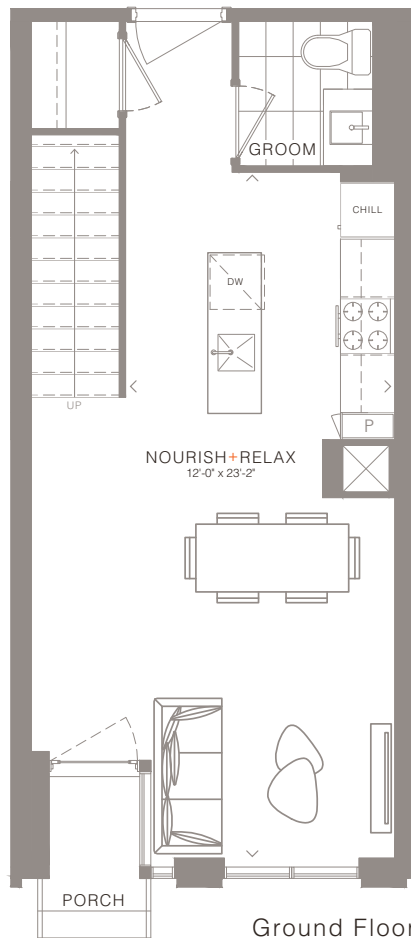 GROOM
CHILL
DW
UP
P
NOURISH+RELAX
12'-0" x 23'-2"
PORCH
Ground Floor